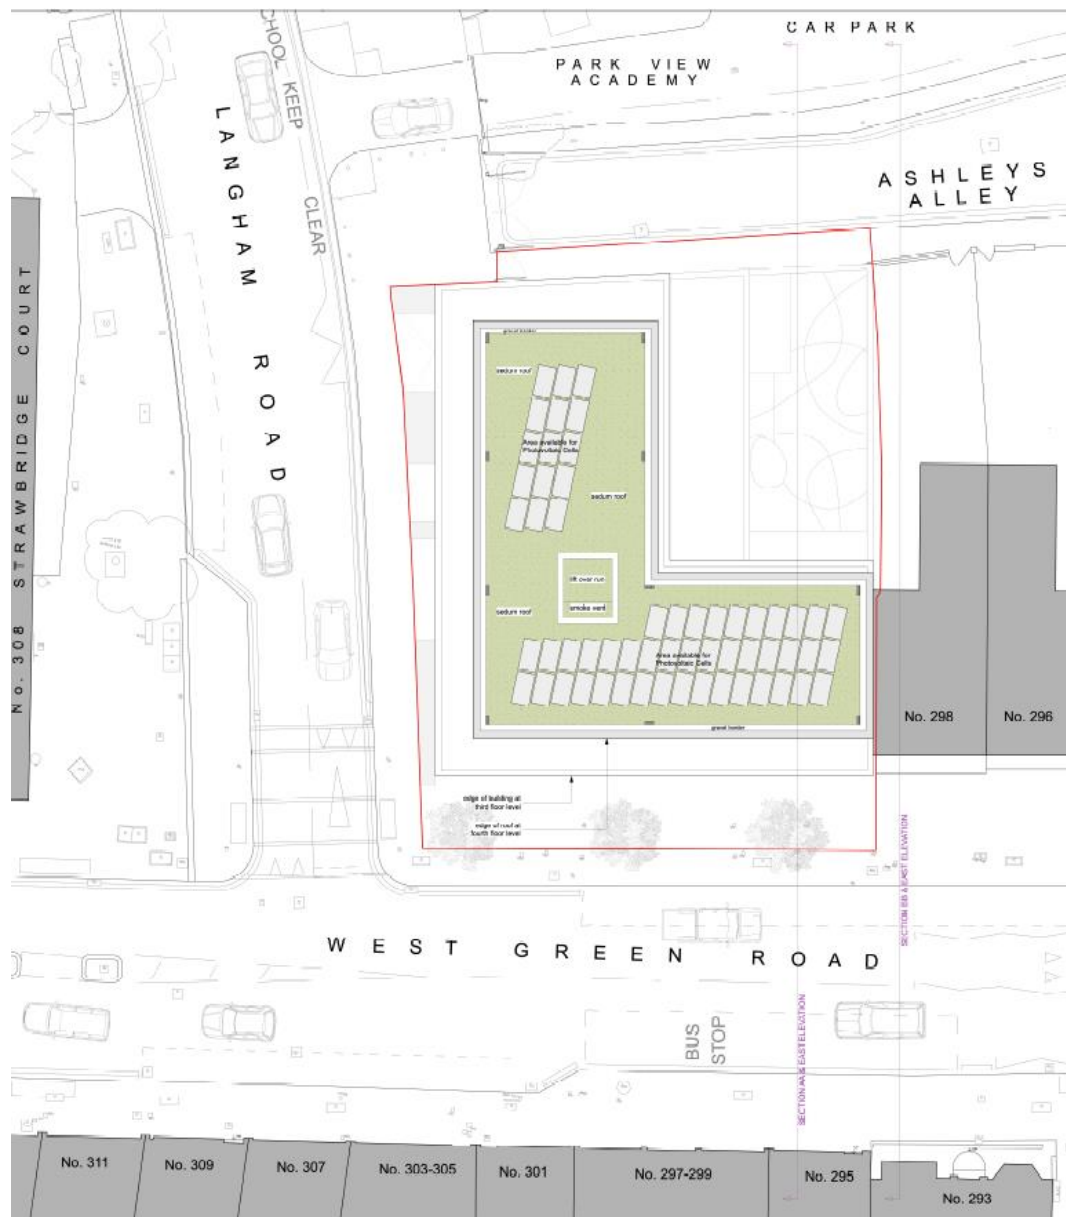 CAR PARK
PARK VIEW
ACADEMY
SCHOOL KEEP
CLEAR
LANGHAM ROAD
ASHLEYS
ALLEY
No. 308 STRAWBRIDGE COURT
gravel border
sedum roof
Area available for
Photovoltaic Cells
sedum roof
lift over run
smoke vent
sedum roof
Area available for
Photovoltaic Cells
gravel border
No. 298
No. 296
edge of building at
third floor level
edge of roof at
fourth floor level
SECTION BB & EAST ELEVATION
WEST GREEN ROAD
SECTION AA & EAST ELEVATION
BUS
STOP
No. 311
No. 309
No. 307
No. 303-305
No. 301
No. 297-299
No. 295
No. 293